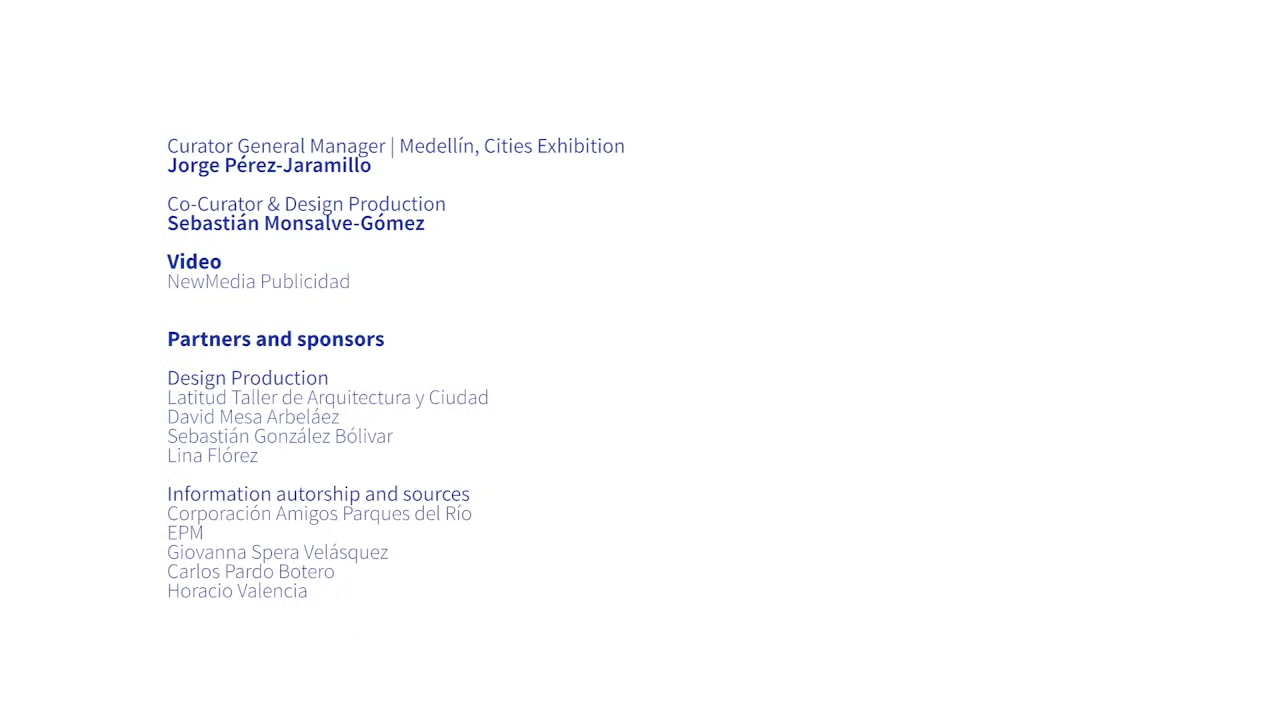 Curator General Manager | Medellín, Cities Exhibition
Jorge Pérez-Jaramillo
Co-Curator & Design Production
Sebastián Monsalve-Gómez
Video
NewMedia Publicidad
Partners and sponsors
Design Production
Latitud Taller de Arquitectura y Ciudad
David Mesa Arbeláez
Sebastián González Bólivar
Lina Flórez
Information autorship and sources
Corporación Amigos Parques del Río
EPM
Giovanna Spera Velásquez
Carlos Pardo Botero
Horacio Valencia